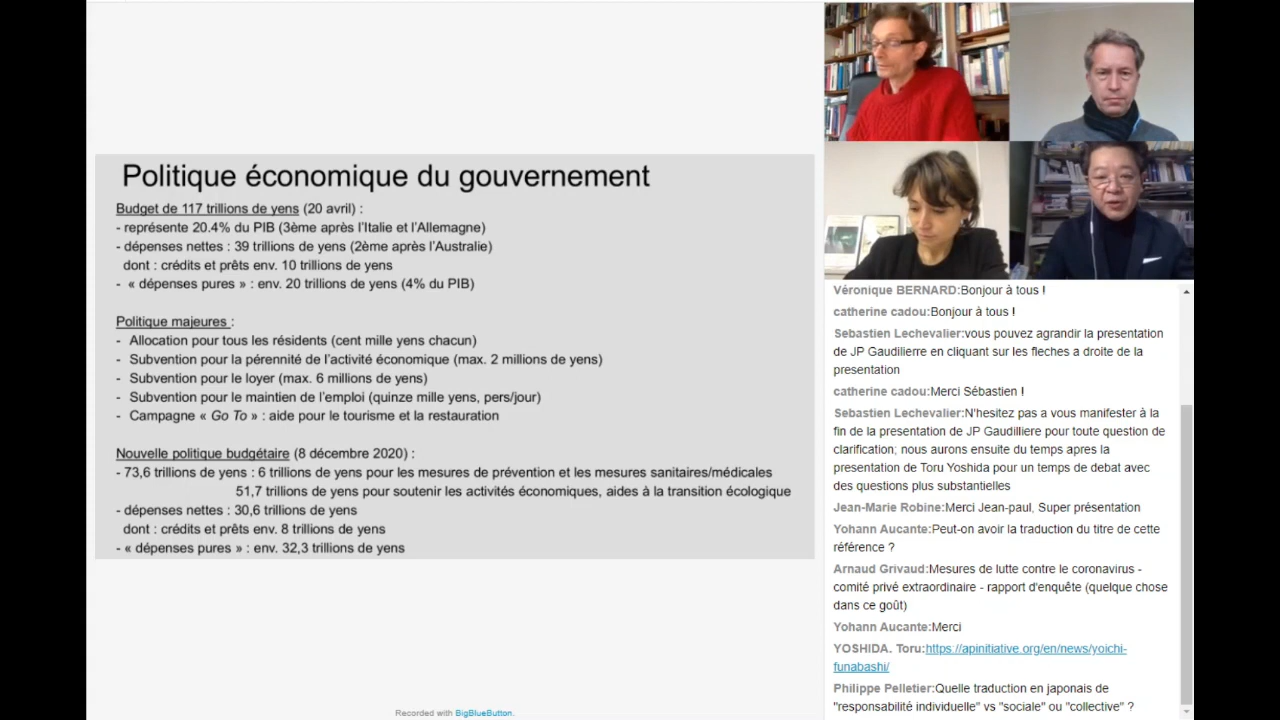 Politique économique du gouvernement
Budget de 117 trillions de yens (20 avril) :
- représente 20.4% du PIB (3ème après l'Italie et l'Allemagne)
- dépenses nettes : 39 trillions de yens (2ème après l'Australie)
dont : crédits et prêts env. 10 trillions de yens
- « dépenses pures » : env. 20 trillions de yens (4% du PIB)
Politique majeures :
- Allocation pour tous les résidents (cent mille yens chacun)
- Subvention pour la pérennité de l'activité économique (max. 2 millions de yens)
- Subvention pour le loyer (max. 6 millions de yens)
- Subvention pour le maintien de l'emploi (quinze mille yens, pers/jour)
- Campagne « Go To » : aide pour le tourisme et la restauration
Nouvelle politique budgétaire (8 décembre 2020) :
- 73,6 trillions de yens : 6 trillions de yens pour les mesures de prévention et les mesures sanitaires/médicales
51,7 trillions de yens pour soutenir les activités économiques, aides à la transition écologique
- dépenses nettes : 30,6 trillions de yens
dont : crédits et prêts env. 8 trillions de yens
- « dépenses pures » : env. 32,3 trillions de yens
Véronique BERNARD:Bonjour à tous !
catherine cadou:Bonjour à tous !
Sebastien Lechevalier:vous pouvez agrandir la presentation
de JP Gaudilierre en cliquant sur les fleches a droite de la
presentation
catherine cadou:Merci Sébastien !
Sebastien Lechevalier:N'hesitez pas a vous manifester à la
fin de la presentation de JP Gaudilliere pour toute question de
clarification; nous aurons ensuite du temps apres la
presentation de Toru Yoshida pour un temps de debat avec
des questions plus substantielles
Jean-Marie Robine:Merci Jean-paul, Super présentation
Yohann Aucante:Peut-on avoir la traduction du titre de cette
référence ?
Arnaud Grivaud:Mesures de lutte contre le coronavirus -
comité privé extraordinaire - rapport d'enquête (quelque chose
dans ce goût)
Yohann Aucante:Merci
YOSHIDA. Toru:https://apinitiative.org/en/news/yoichi-
funabashi/
Philippe Pelletier:Quelle traduction en japonais de
"responsabilité individuelle" vs "sociale" ou "collective" ?
Recorded with BigBlueButton.